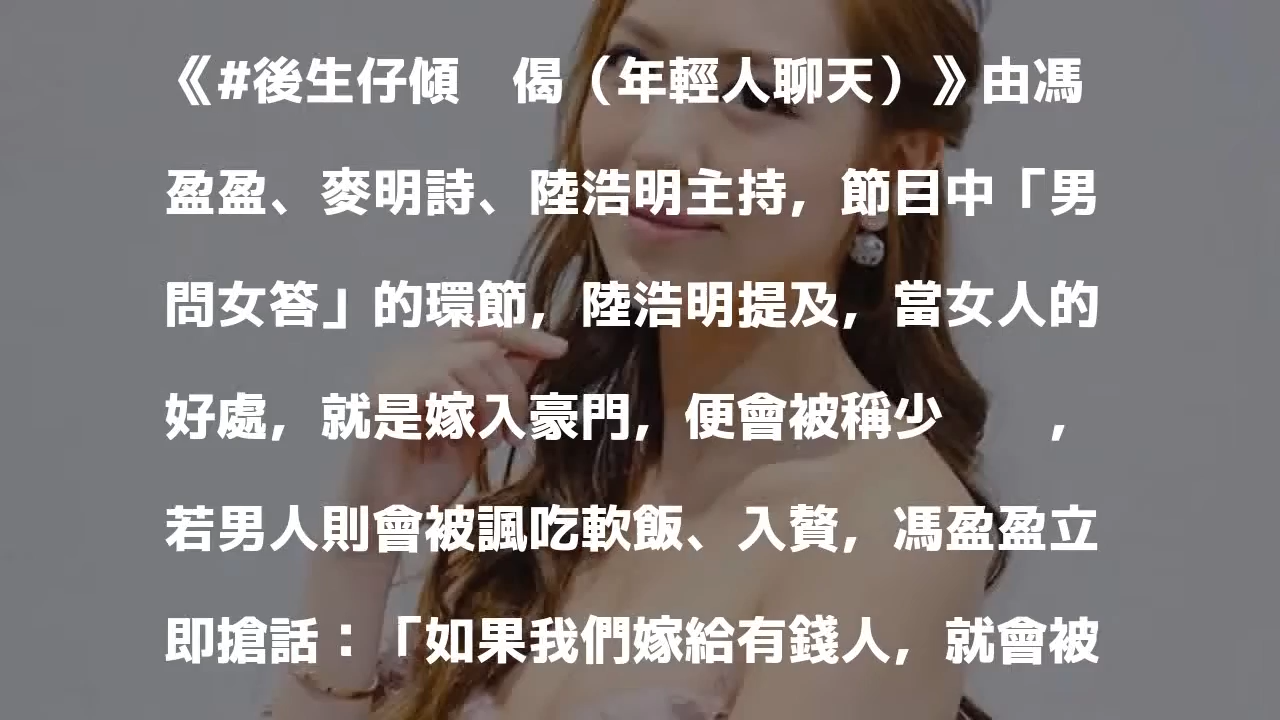 《#後生仔傾　偈（年輕人聊天）》由馮
盈盈、麥明詩、陸浩明主持，節目中「男
問女答」的環節，陸浩明提及，當女人的
好處，就是嫁入豪門，便會被稱少　　，
若男人則會被諷吃軟飯、入贅，馮盈盈立
即搶話：「如果我們嫁給有錢人，就會被